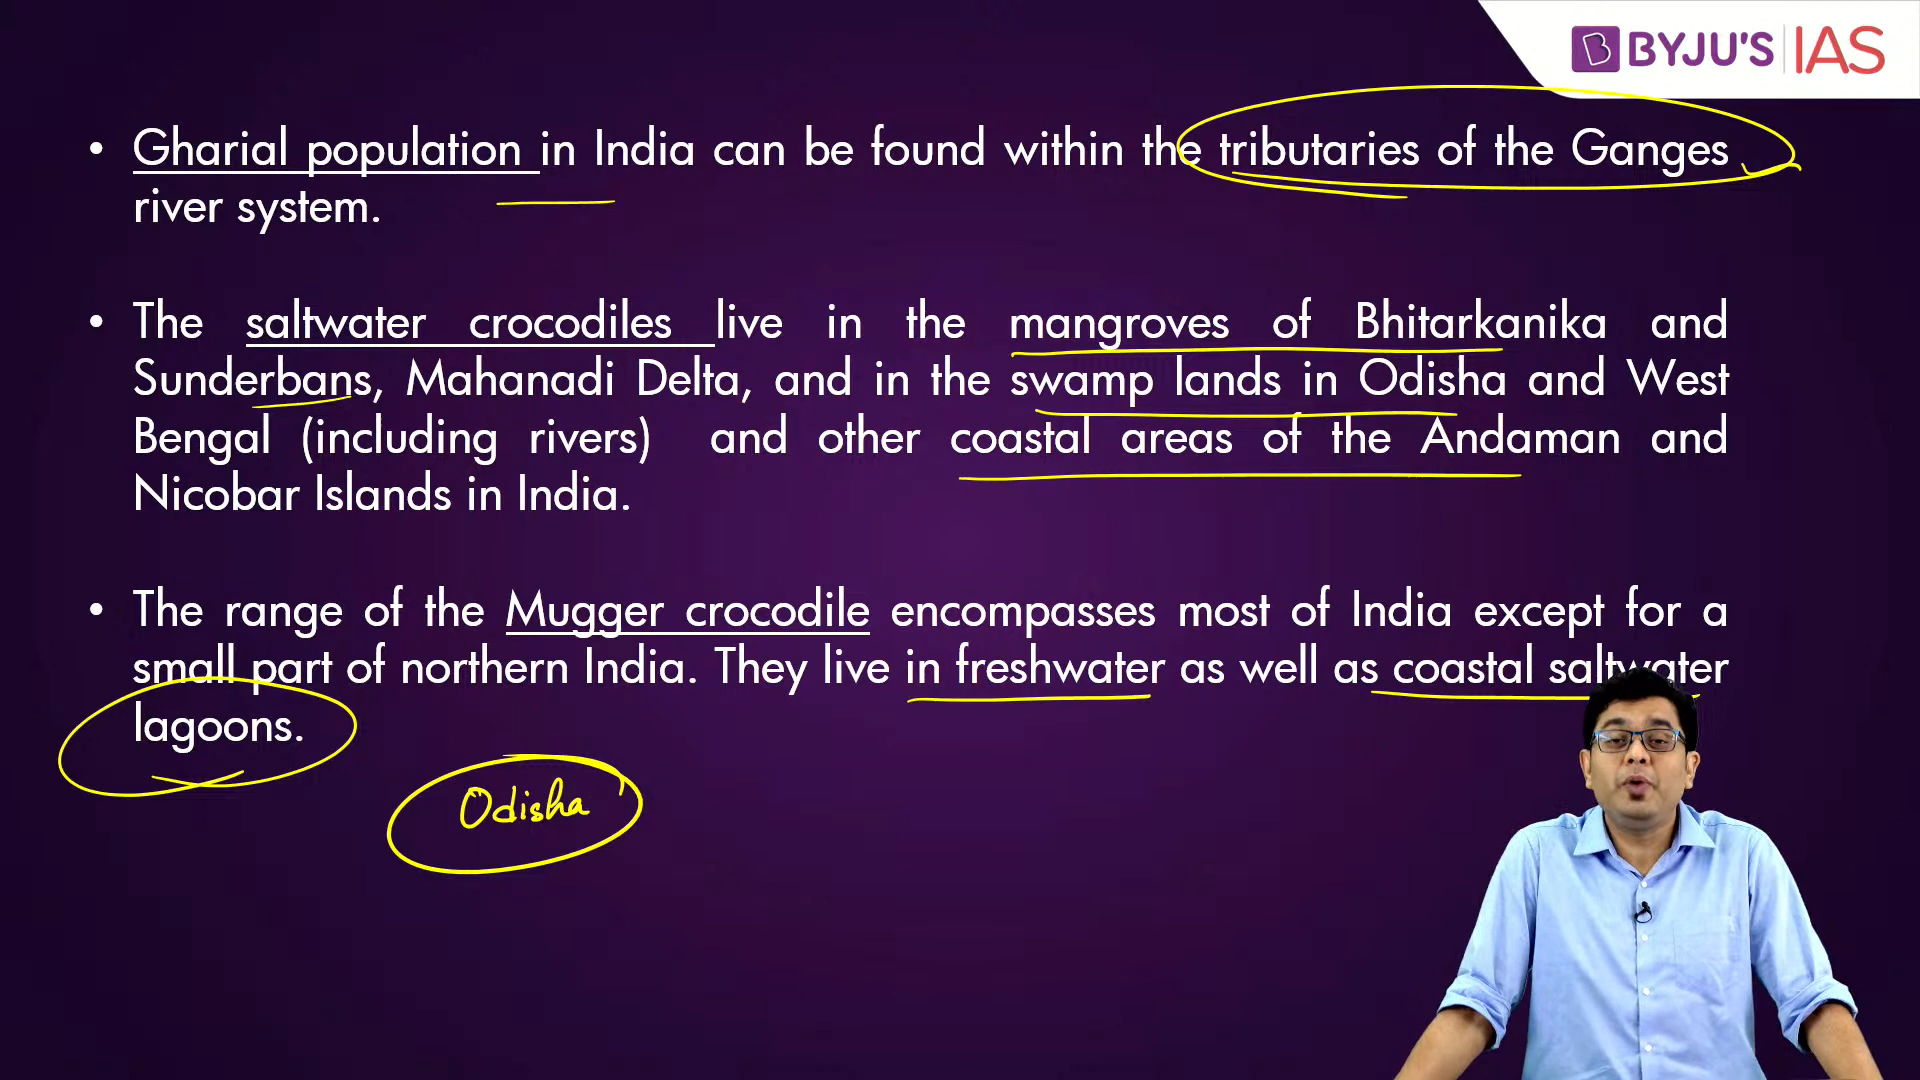 BYJU'S IAS
• Gharial population in India can be found within the tributaries of the Ganges
river system.
• The saltwater crocodiles live in the mangroves of Bhitarkanika and
Sunderbans, Mahanadi Delta, and in the swamp lands in Odisha and West
Bengal (including rivers) and other coastal areas of the Andaman and
Nicobar Islands in India.
• The range of the Mugger crocodile encompasses most of India except for a
small part of northern India. They live in freshwater as well as coastal saltwater
lagoons.
Odisha